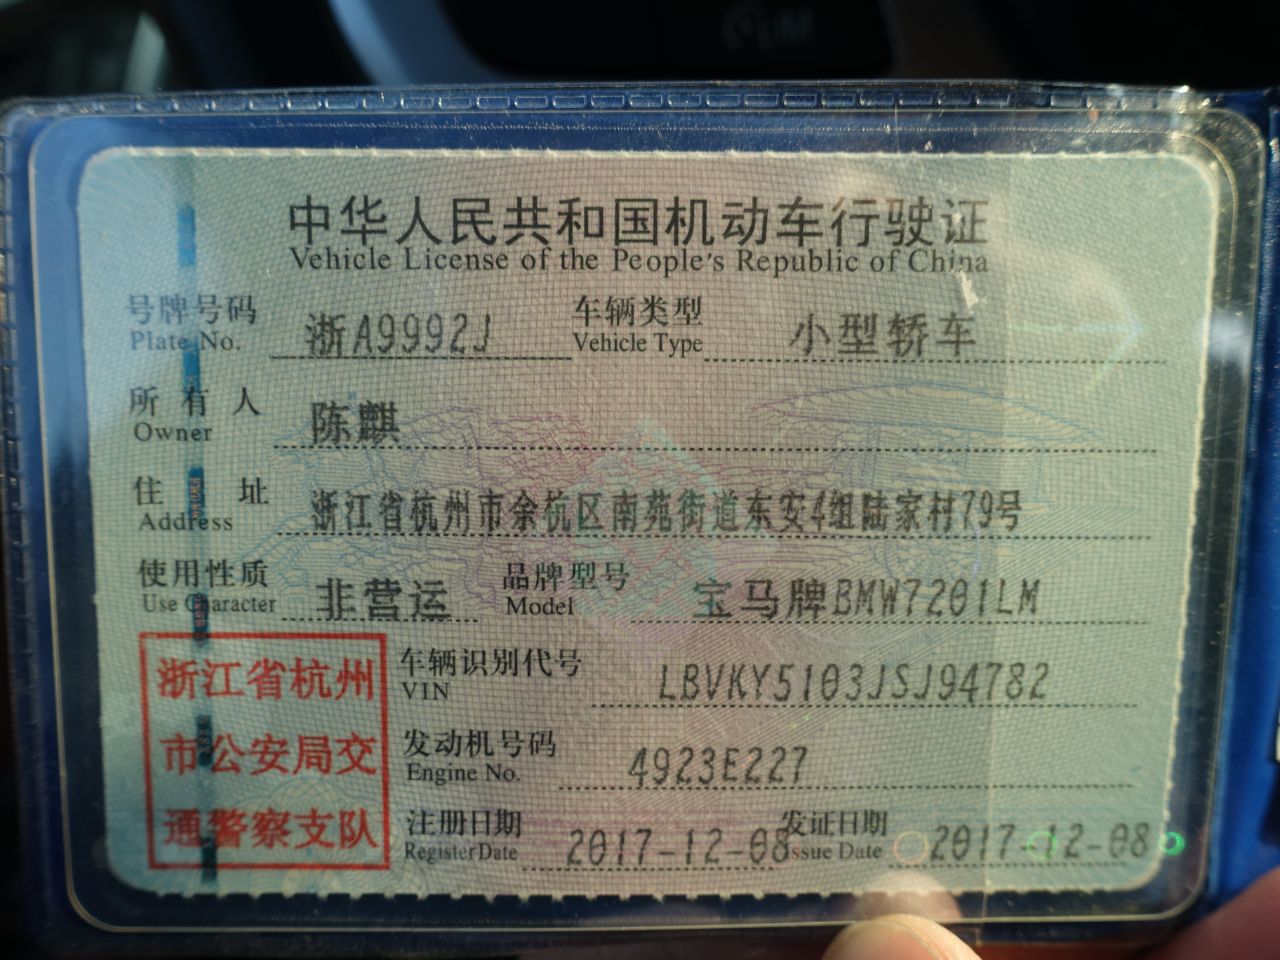 中华人民共和国机动车行驶证
Vehicle License of the People's Republic of China
号牌号码 浙A9992J 车辆类型 小型轿车
Plate No. Vehicle Type
所有人 陈麒
Owner
住址 浙江省杭州市余杭区南苑街道东安4组陆家村79号
Address
使用性质 非营运 品牌型号 宝马牌BMW7201LM
Use Character Model
浙江省杭州 车辆识别代号 LBVKY5103JSJ94782
VIN
市公安局交 发动机号码 4923E227
Engine No.
通警察支队 注册日期 2017-12-08 发证日期 2017-12-08
Register Date Issue Date